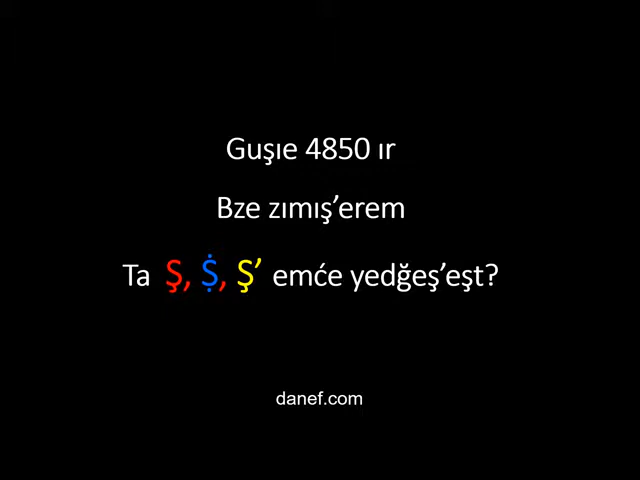 Guşıe 4850 ır
Bze zımış’erem
Ta Ş, Ṩ, Ş’ emće yedğeş’eşt?
danef.com